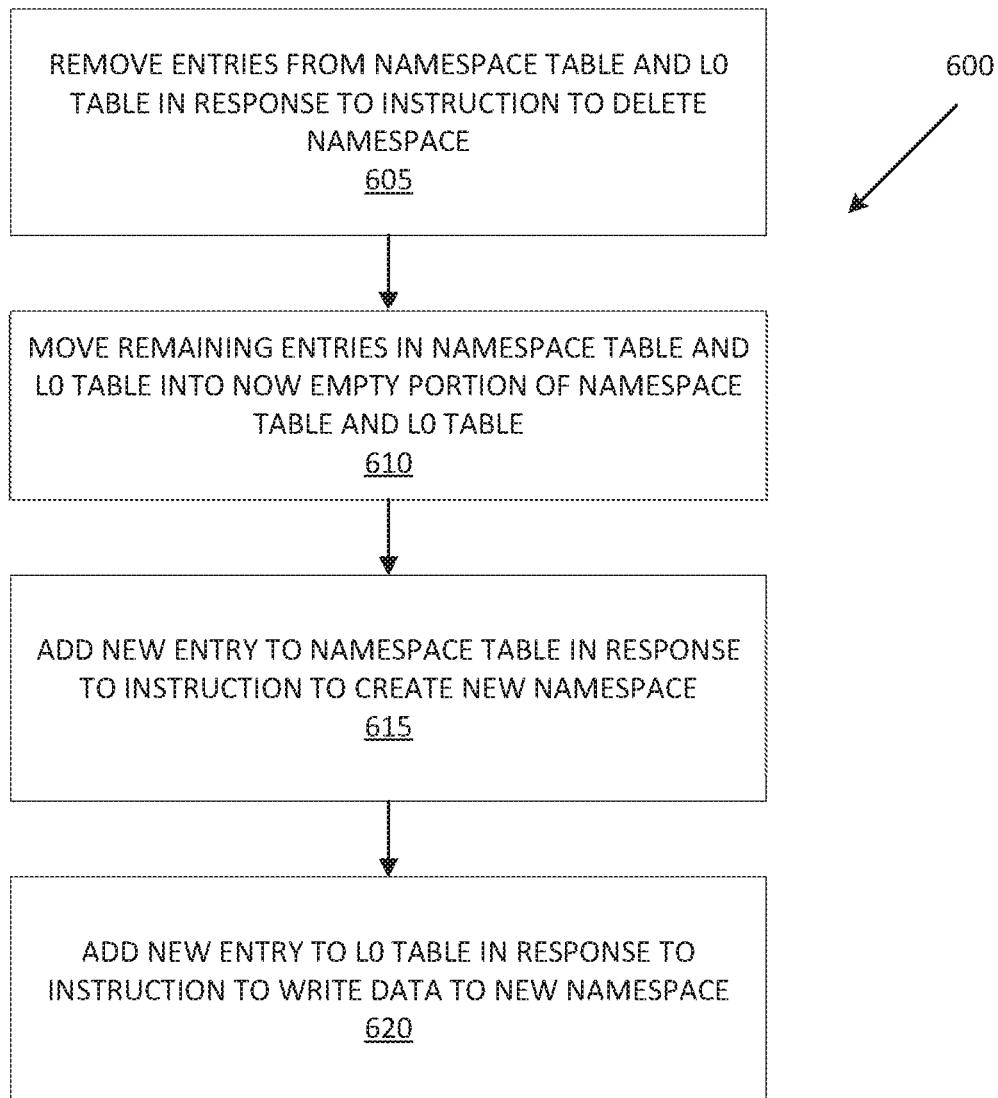 REMOVE ENTRIES FROM NAMESPACE TABLE AND L0
TABLE IN RESPONSE TO INSTRUCTION TO DELETE
NAMESPACE
605
600
MOVE REMAINING ENTRIES IN NAMESPACE TABLE AND
L0 TABLE INTO NOW EMPTY PORTION OF NAMESPACE
TABLE AND L0 TABLE
610
ADD NEW ENTRY TO NAMESPACE TABLE IN RESPONSE
TO INSTRUCTION TO CREATE NEW NAMESPACE
615
ADD NEW ENTRY TO L0 TABLE IN RESPONSE TO
INSTRUCTION TO WRITE DATA TO NEW NAMESPACE
620